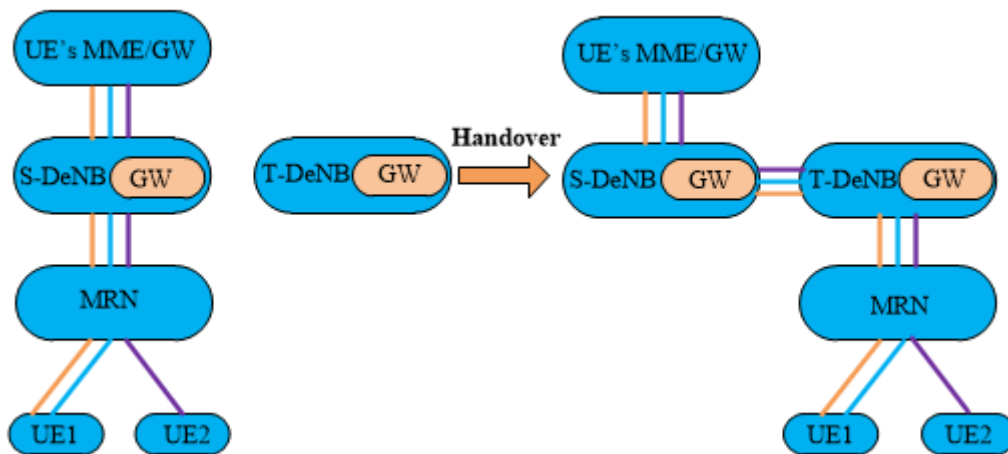 UE's MME/GW
S-DeNB GW
MRN
UE1 UE2
T-DeNB GW
Handover
UE's MME/GW
S-DeNB GW
T-DeNB GW
MRN
UE1 UE2